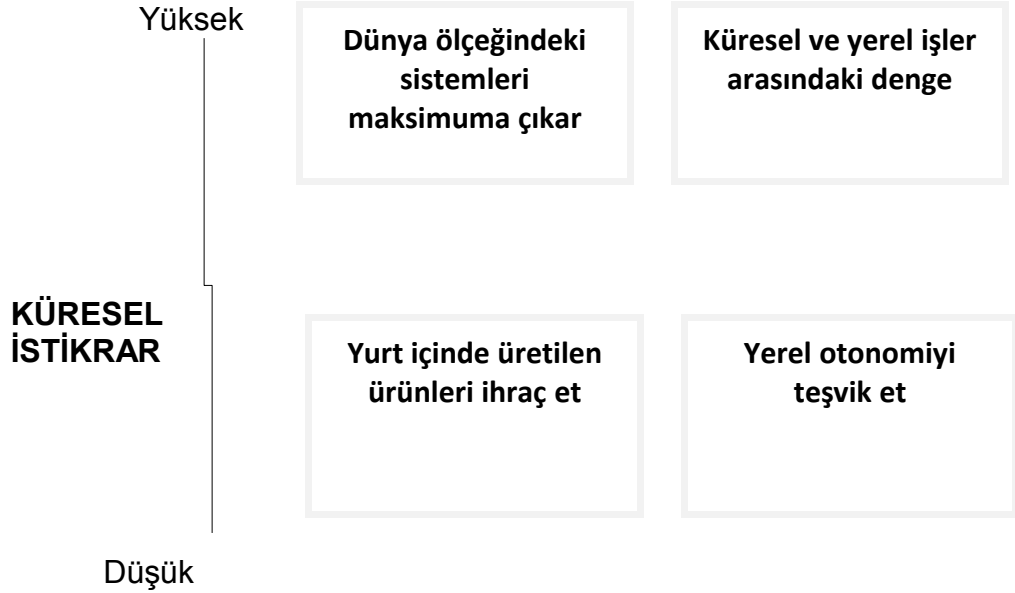 Yüksek
Dünya ölçeğindeki
sistemleri
maksimuma çıkar
Küresel ve yerel işler
arasındaki denge
KÜRESEL
İSTİKRAR
Yurt içinde üretilen
ürünleri ihraç et
Yerel otonomiyi
teşvik et
Düşük